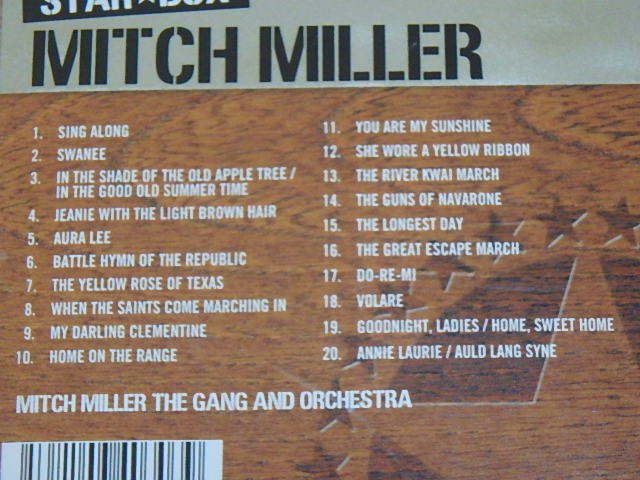 STAR★BOX
MITCH MILLER
1. SING ALONG
2. SWANEE
3. IN THE SHADE OF THE OLD APPLE TREE /
IN THE GOOD OLD SUMMER TIME
4. JEANIE WITH THE LIGHT BROWN HAIR
5. AURA LEE
6. BATTLE HYMN OF THE REPUBLIC
7. THE YELLOW ROSE OF TEXAS
8. WHEN THE SAINTS COME MARCHING IN
9. MY DARLING CLEMENTINE
10. HOME ON THE RANGE
11. YOU ARE MY SUNSHINE
12. SHE WORE A YELLOW RIBBON
13. THE RIVER KWAI MARCH
14. THE GUNS OF NAVARONE
15. THE LONGEST DAY
16. THE GREAT ESCAPE MARCH
17. DO-RE-MI
18. VOLARE
19. GOODNIGHT, LADIES / HOME, SWEET HOME
20. ANNIE LAURIE / AULD LANG SYNE
MITCH MILLER THE GANG AND ORCHESTRA